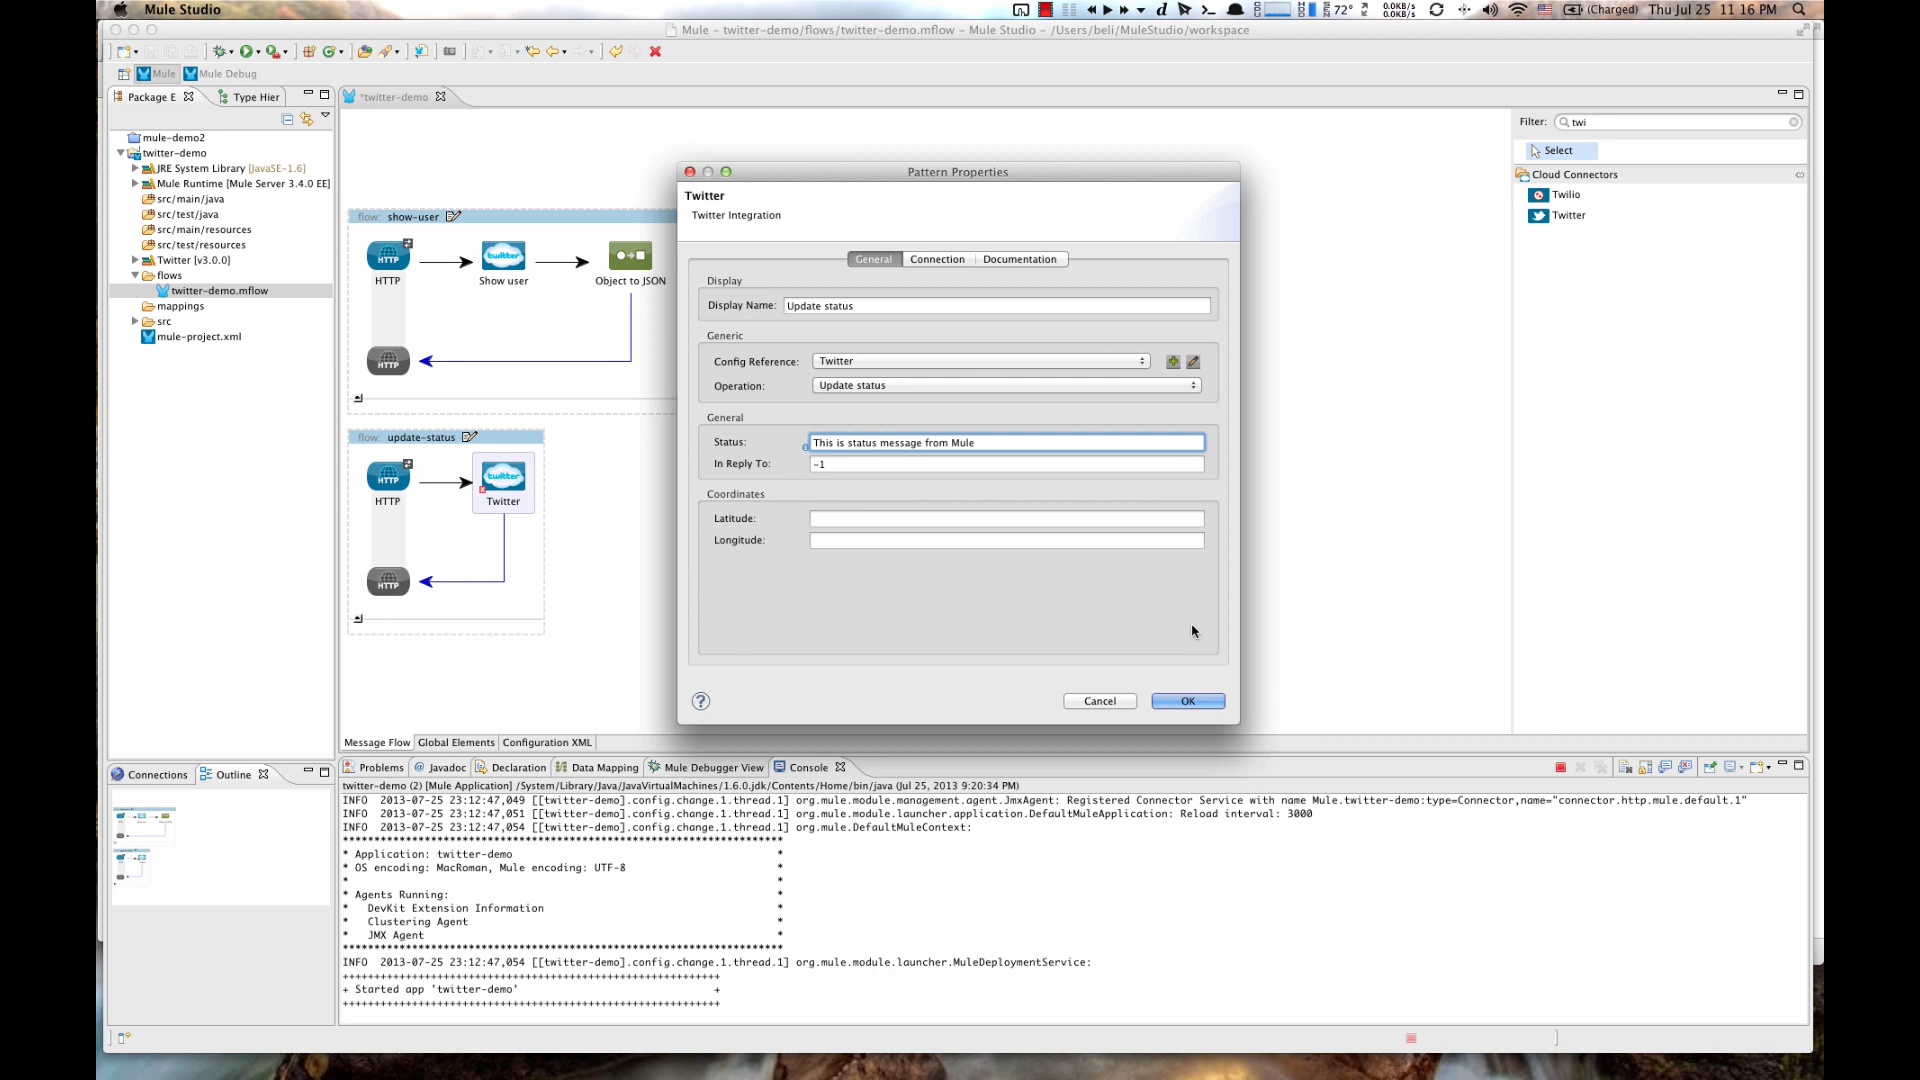 Mule Studio
72°
0.0KB/s
0.0KB/s
(Charged) Thu Jul 25 11 16 PM
Mule – twitter-demo/flows/twitter-demo.mflow – Mule Studio – /Users/beli/MuleStudio/workspace
Mule Mule Debug
Package E Type Hier
*twitter-demo
mule-demo2
twitter-demo
JRE System Library [JavaSE-1.6]
Mule Runtime [Mule Server 3.4.0 EE]
src/main/java
src/test/java
src/main/resources
src/test/resources
Twitter [v3.0.0]
flows
twitter-demo.mflow
mappings
src
mule-project.xml
flow: show-user
HTTP
twitter
HTTP
Show user
Object to JSON
HTTP
flow: update-status
HTTP
twitter
HTTP
Twitter
HTTP
Pattern Properties
Twitter
Twitter Integration
General Connection Documentation
Display
Display Name: Update status
Generic
Config Reference: Twitter
Operation: Update status
General
Status: This is status message from Mule
In Reply To: -1
Coordinates
Latitude:
Longitude:
? Cancel OK
Filter: twi
Select
Cloud Connectors
Twilio
Twitter
Message Flow Global Elements Configuration XML
Connections Outline
Problems @ Javadoc Declaration Data Mapping Mule Debugger View Console
twitter-demo (2) [Mule Application] /System/Library/Java/JavaVirtualMachines/1.6.0.jdk/Contents/Home/bin/java (Jul 25, 2013 9:20:34 PM)
INFO 2013-07-25 23:12:47,049 [[twitter-demo].config.change.1.thread.1] org.mule.module.management.agent.JmxAgent: Registered Connector Service with name Mule.twitter-demo:type=Connector,name="connector.http.mule.default.1"
INFO 2013-07-25 23:12:47,051 [[twitter-demo].config.change.1.thread.1] org.mule.module.launcher.application.DefaultMuleApplication: Reload interval: 3000
INFO 2013-07-25 23:12:47,054 [[twitter-demo].config.change.1.thread.1] org.mule.DefaultMuleContext:
**********************************************************************
* Application: twitter-demo *
* OS encoding: MacRoman, Mule encoding: UTF-8 *
* *
* Agents Running: *
* DevKit Extension Information *
* Clustering Agent *
* JMX Agent *
**********************************************************************
INFO 2013-07-25 23:12:47,054 [[twitter-demo].config.change.1.thread.1] org.mule.module.launcher.MuleDeploymentService:
++++++++++++++++++++++++++++++++++++++++++++++++++++++++++++
+ Started app 'twitter-demo' +
++++++++++++++++++++++++++++++++++++++++++++++++++++++++++++